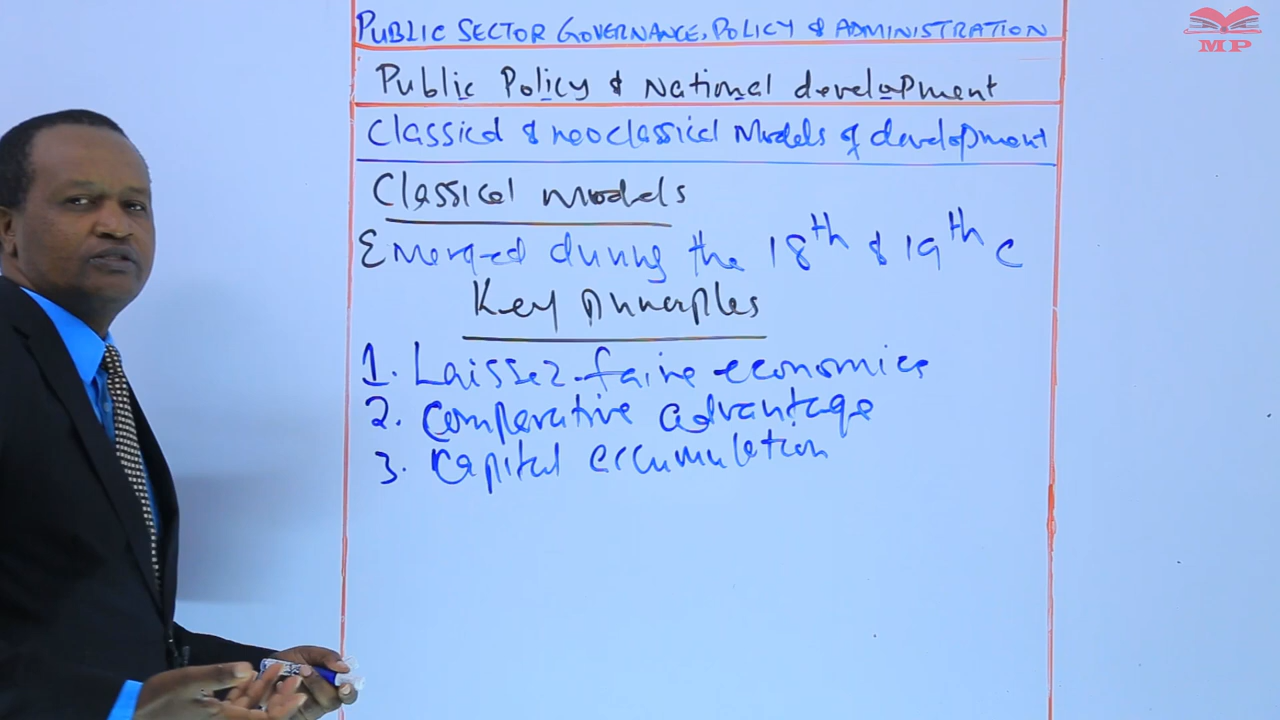 PUBLIC SECTOR GOVERNANCE, POLICY & ADMINISTRATION
MP
Public Policy & National development
Classical & neoclassical Models of development
Classical models
Emerged during the 18th & 19th C
Key principles
1. Laissez-faire economics
2. Comparative advantage
3. Capital accumulation